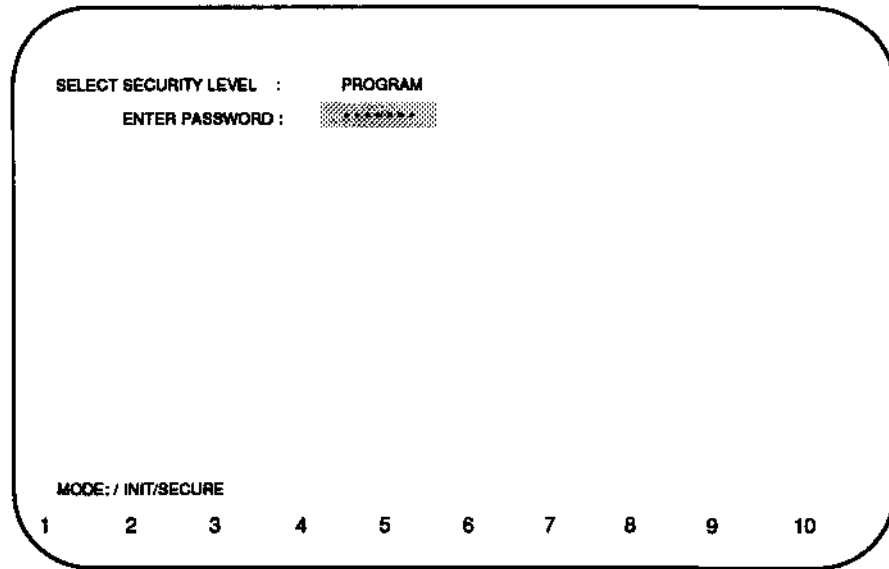 SELECT SECURITY LEVEL : PROGRAM
ENTER PASSWORD : *******
MODE: / INIT/SECURE
1 2 3 4 5 6 7 8 9 10